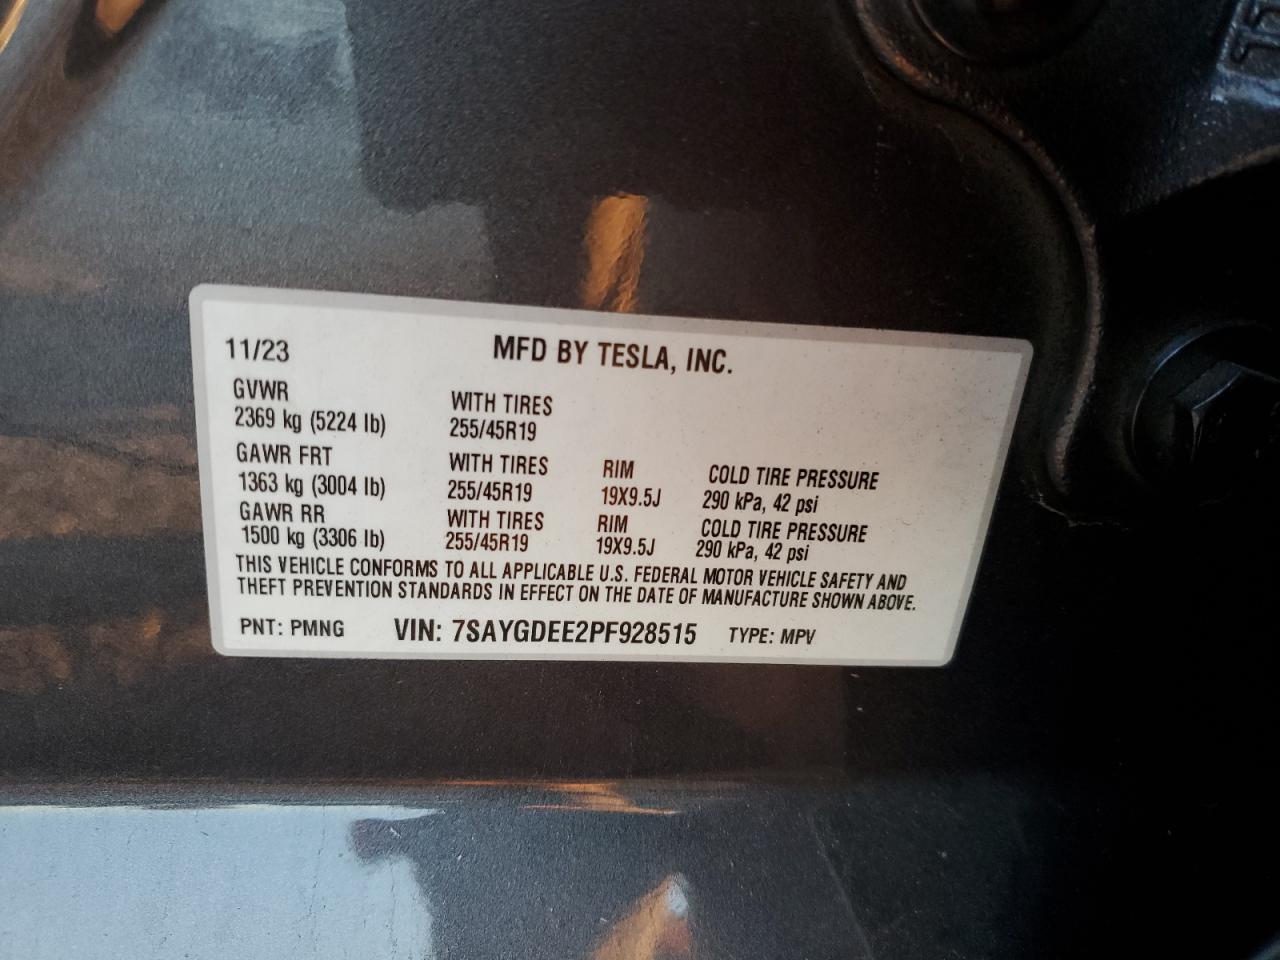 11/23 MFD BY TESLA, INC.
GVWR WITH TIRES
2369 kg (5224 lb) 255/45R19
GAWR FRT WITH TIRES RIM COLD TIRE PRESSURE
1363 kg (3004 lb) 255/45R19 19X9.5J 290 kPa, 42 psi
GAWR RR WITH TIRES RIM COLD TIRE PRESSURE
1500 kg (3306 lb) 255/45R19 19X9.5J 290 kPa, 42 psi
THIS VEHICLE CONFORMS TO ALL APPLICABLE U.S. FEDERAL MOTOR VEHICLE SAFETY AND
THEFT PREVENTION STANDARDS IN EFFECT ON THE DATE OF MANUFACTURE SHOWN ABOVE.
PNT: PMNG VIN: 7SAYGDEE2PF928515 TYPE: MPV